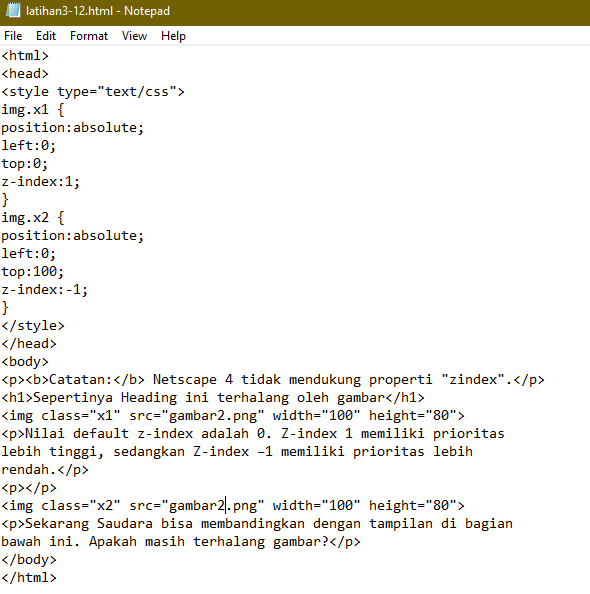 latihan3-12.html - Notepad
File Edit Format View Help
<html>
<head>
<style type="text/css">
img.x1 {
position:absolute;
left:0;
top:0;
z-index:1;
}
img.x2 {
position:absolute;
left:0;
top:100;
z-index:-1;
}
</style>
</head>
<body>
<p><b>Catatan:</b> Netscape 4 tidak mendukung properti "zindex".</p>
<h1>Sepertinya Heading ini terhalang oleh gambar</h1>
<img class="x1" src="gambar2.png" width="100" height="80">
<p>Nilai default z-index adalah 0. Z-index 1 memiliki prioritas
lebih tinggi, sedangkan Z-index –1 memiliki prioritas lebih
rendah.</p>
<p></p>
<img class="x2" src="gambar2.png" width="100" height="80">
<p>Sekarang Saudara bisa membandingkan dengan tampilan di bagian
bawah ini. Apakah masih terhalang gambar?</p>
</body>
</html>